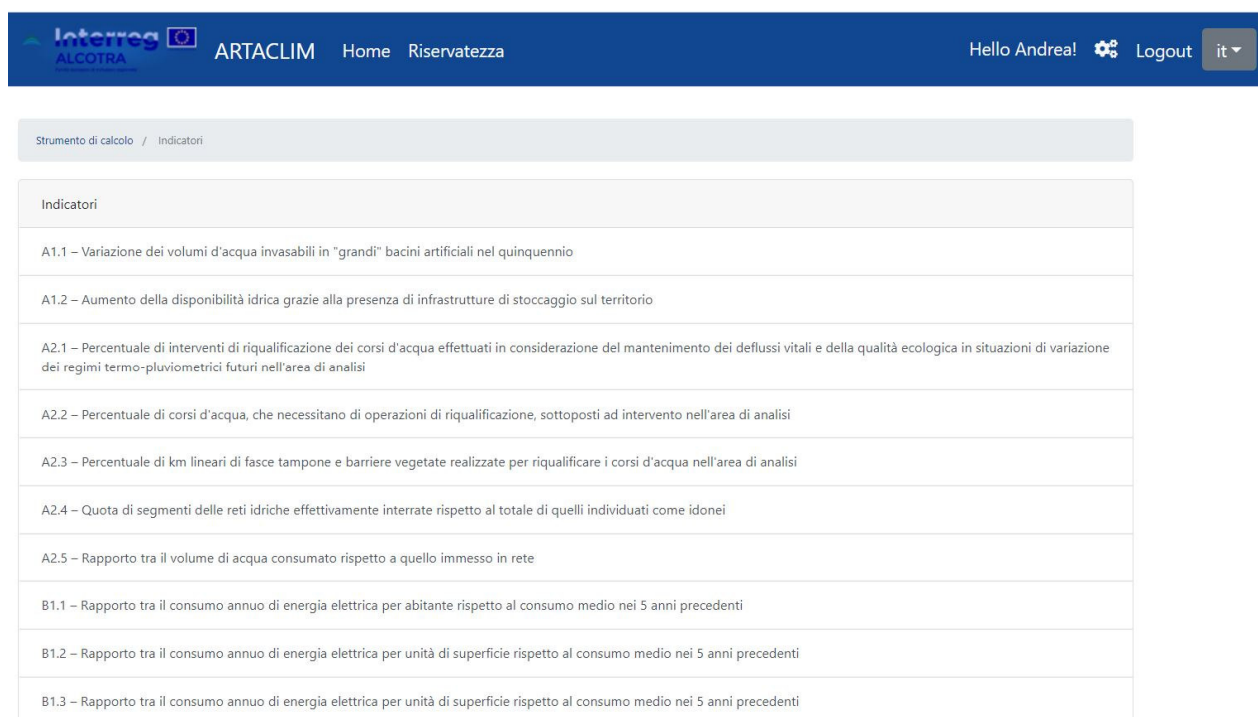 Interreg
ALCOTRA
ARTACLIM Home Riservatezza Hello Andrea! Logout it
Strumento di calcolo / Indicatori
Indicatori
A1.1 – Variazione dei volumi d'acqua invasabili in "grandi" bacini artificiali nel quinquennio
A1.2 – Aumento della disponibilità idrica grazie alla presenza di infrastrutture di stoccaggio sul territorio
A2.1 – Percentuale di interventi di riqualificazione dei corsi d'acqua effettuati in considerazione del mantenimento dei deflussi vitali e della qualità ecologica in situazioni di variazione
dei regimi termo-pluviometrici futuri nell'area di analisi
A2.2 – Percentuale di corsi d'acqua, che necessitano di operazioni di riqualificazione, sottoposti ad intervento nell'area di analisi
A2.3 – Percentuale di km lineari di fasce tampone e barriere vegetate realizzate per riqualificare i corsi d'acqua nell'area di analisi
A2.4 – Quota di segmenti delle reti idriche effettivamente interrate rispetto al totale di quelli individuati come idonei
A2.5 – Rapporto tra il volume di acqua consumato rispetto a quello immesso in rete
B1.1 – Rapporto tra il consumo annuo di energia elettrica per abitante rispetto al consumo medio nei 5 anni precedenti
B1.2 – Rapporto tra il consumo annuo di energia elettrica per unità di superficie rispetto al consumo medio nei 5 anni precedenti
B1.3 – Rapporto tra il consumo annuo di energia elettrica per unità di superficie rispetto al consumo medio nei 5 anni precedenti